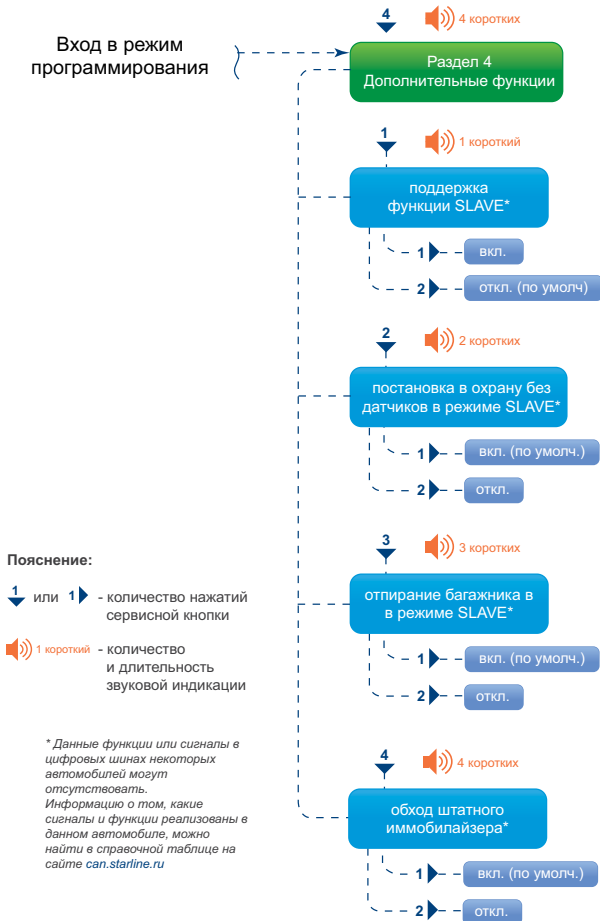 4
4 коротких
Вход в режим
программирования
Раздел 4
Дополнительные функции
1
1 короткий
поддержка
функции SLAVE*
1
вкл.
2
откл. (по умолч)
2
2 коротких
постановка в охрану без
датчиков в режиме SLAVE*
1
вкл. (по умолч.)
2
откл.
3
3 коротких
отпирание багажника в
в режиме SLAVE*
1
вкл. (по умолч.)
2
откл.
Пояснение:
1 или 1 - количество нажатий
сервисной кнопки
1 короткий - количество
и длительность
звуковой индикации
* Данные функции или сигналы в
цифровых шинах некоторых
автомобилей могут
отсутствовать.
Информацию о том, какие
сигналы и функции реализованы в
данном автомобиле, можно
найти в справочной таблице на
сайте can.starline.ru
4
4 коротких
обход штатного
иммобилайзера*
1
вкл. (по умолч.)
2
откл.